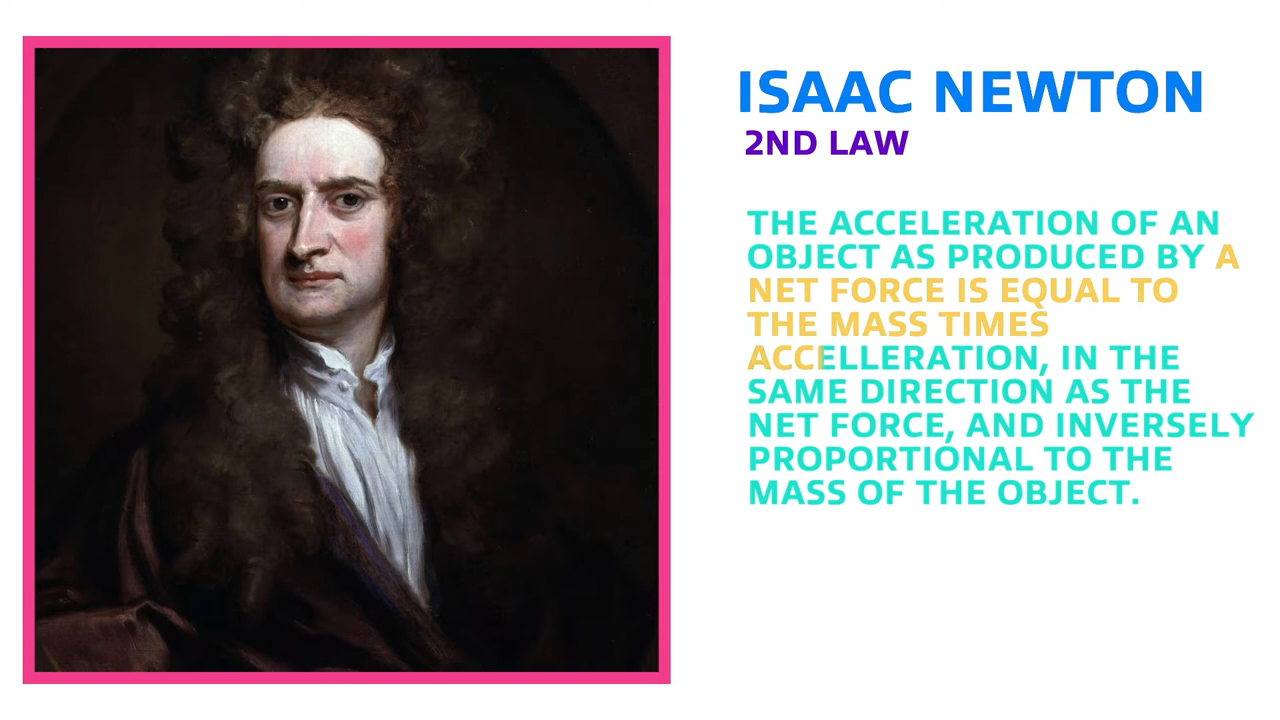 ISAAC NEWTON
2ND LAW
THE ACCELERATION OF AN
OBJECT AS PRODUCED BY A
NET FORCE IS EQUAL TO
THE MASS TIMES
ACCELLERATION, IN THE
SAME DIRECTION AS THE
NET FORCE, AND INVERSELY
PROPORTIONAL TO THE
MASS OF THE OBJECT.